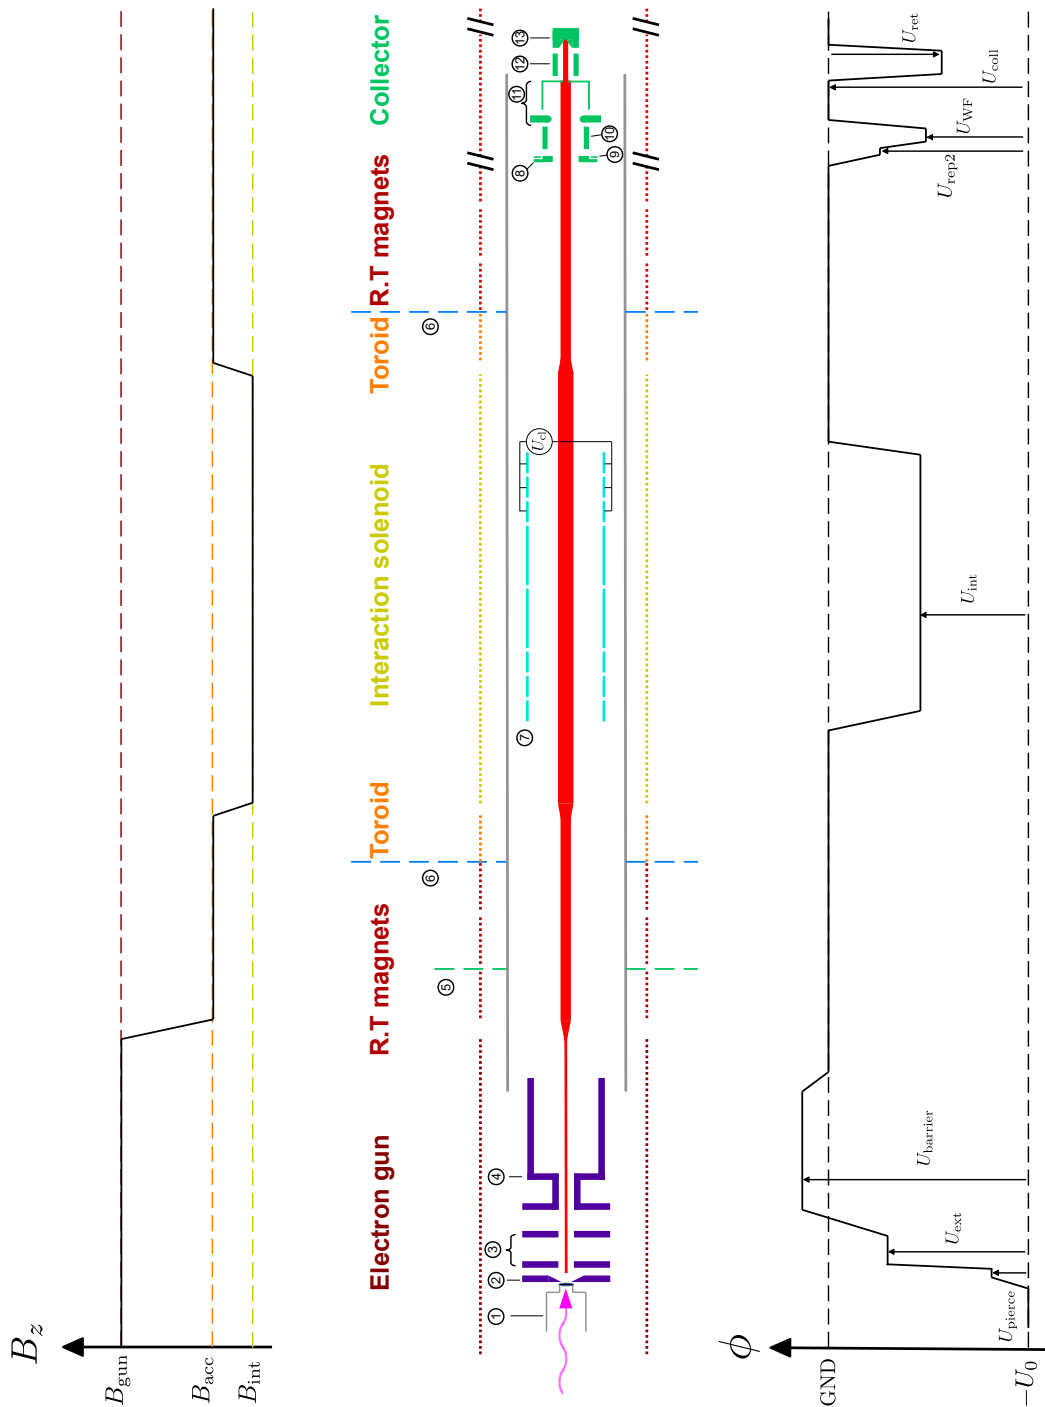 B_z
B_gun
B_acc
B_int
Electron gun
R.T magnets
Toroid
Interaction solenoid
Toroid
R.T magnets
Collector
①
②
③
④
⑤
⑥
⑦
U_cl
⑥
⑧
⑨
⑩
⑪
⑫
⑬
ϕ
GND
−U_0
U_pierce
U_ext
U_barrier
U_int
U_rep2
U_WF
U_coll
U_ret